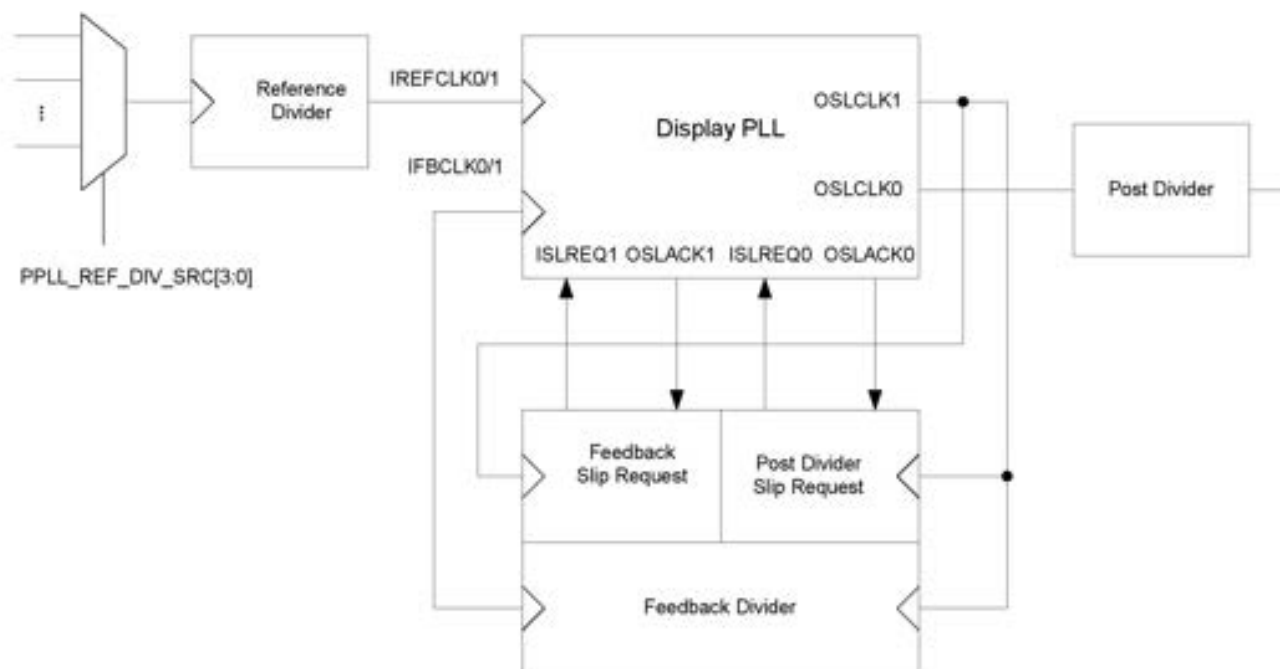 Reference
Divider
IREFCLK0/1
IFBCLK0/1
Display PLL
OSLCLK1
OSLCLK0
Post Divider
ISLREQ1 OSLACK1 ISLREQ0 OSLACK0
PPLL_REF_DIV_SRC[3:0]
Feedback
Slip Request
Post Divider
Slip Request
Feedback Divider